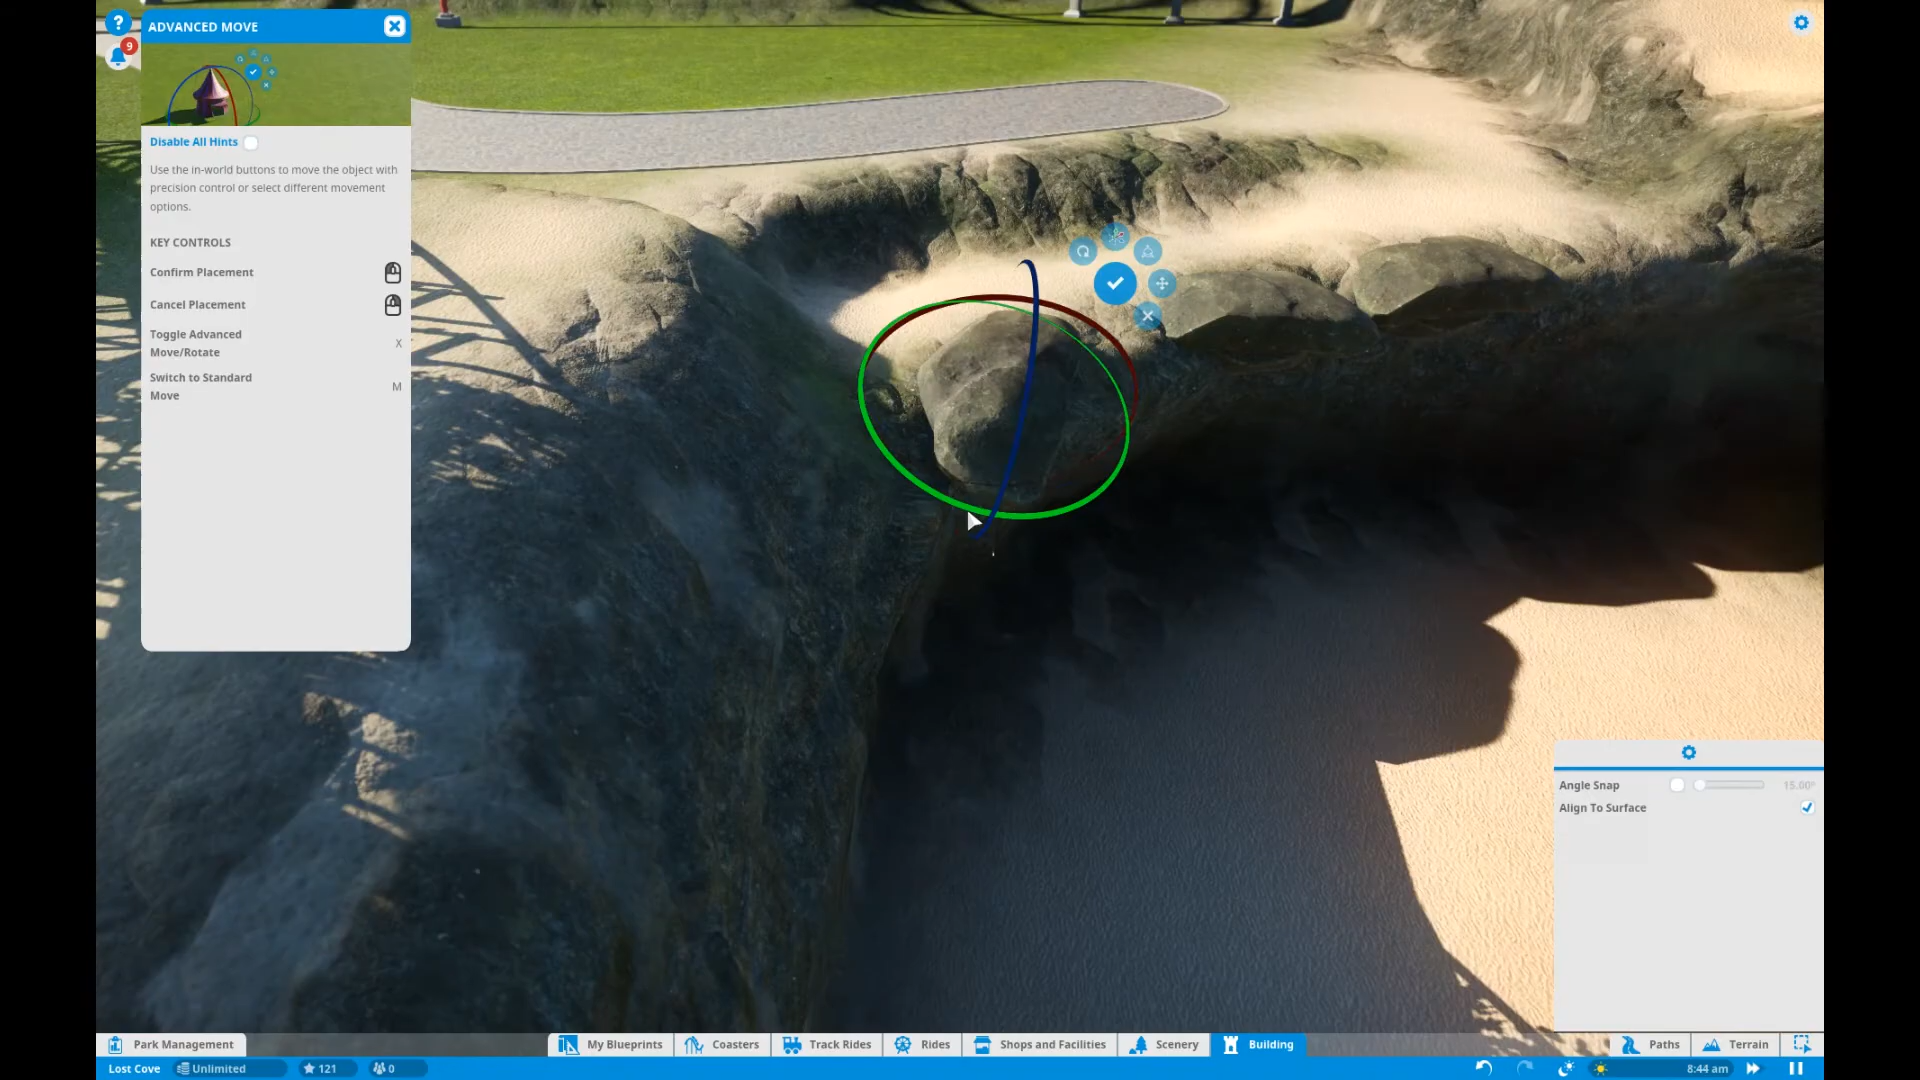 ?
ADVANCED MOVE
9
Disable All Hints
Use the in-world buttons to move the object with
precision control or select different movement
options.
KEY CONTROLS
Confirm Placement
Cancel Placement
Toggle Advanced
Move/Rotate
X
Switch to Standard
Move
M
Angle Snap
15.00°
Align To Surface
Park Management
My Blueprints
Coasters
Track Rides
Rides
Shops and Facilities
Scenery
Building
Paths
Terrain
Lost Cove
Unlimited
121
0
8:44 am